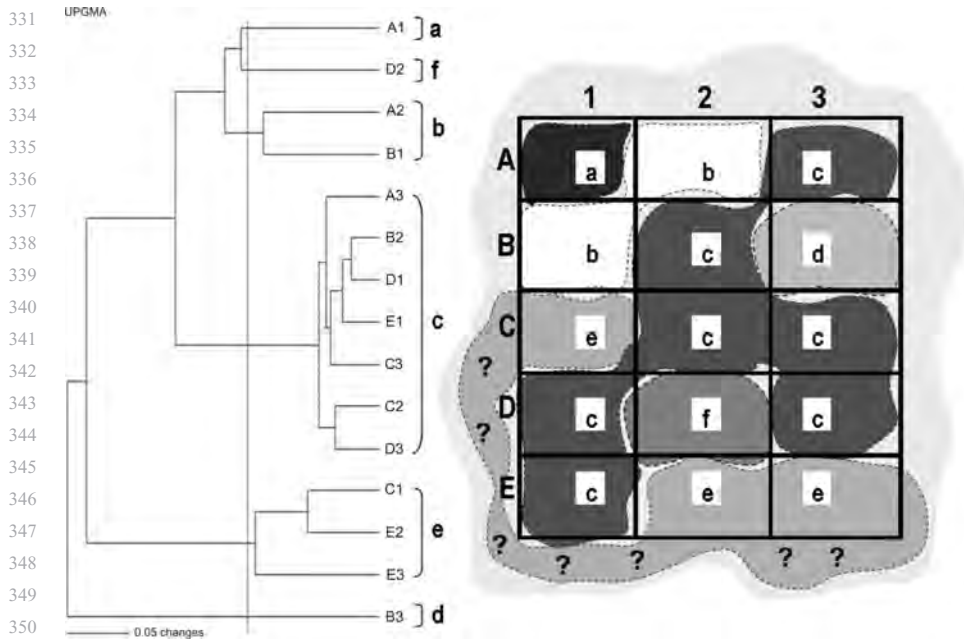 UPGMA
331
332
333
334
335
336
337
338
339
340
341
342
343
344
345
346
347
348
349
350
A1 a
D2 f
A2
b
B1
A3
B2
D1
E1 c
C3
C2
D3
C1
E2 e
E3
B3 d
0.05 changes
1 2 3
A a b c
B b c d
C e c c
?
D c f c
?
E c e e
? ? ? ? ?